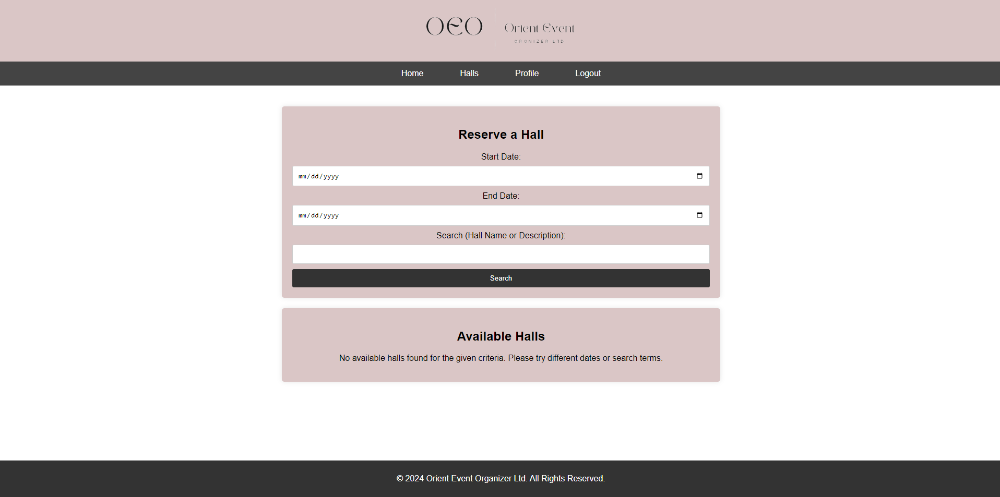 OEO
Orient Event
ORGNIZER LTD
Home Halls Profile Logout
Reserve a Hall
Start Date:
mm/dd/yyyy
End Date:
mm/dd/yyyy
Search (Hall Name or Description):
Search
Available Halls
No available halls found for the given criteria. Please try different dates or search terms.
© 2024 Orient Event Organizer Ltd. All Rights Reserved.